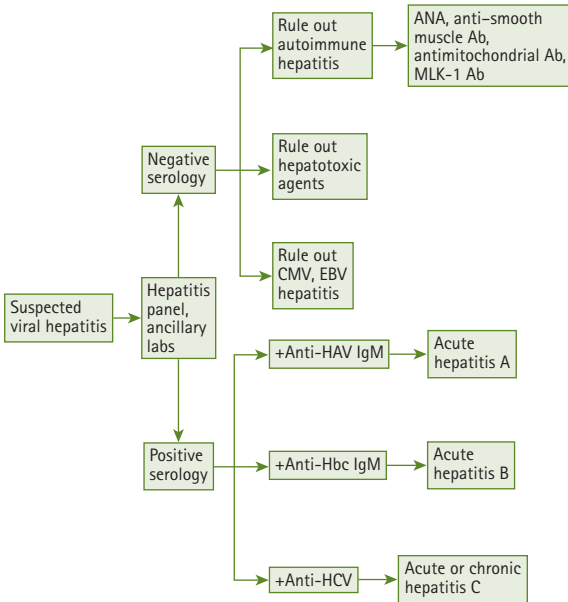 Rule out
autoimmune
hepatitis
ANA, anti–smooth
muscle Ab,
antimitochondrial Ab,
MLK-1 Ab
Negative
serology
Rule out
hepatotoxic
agents
Rule out
CMV, EBV
hepatitis
Suspected
viral hepatitis
Hepatitis
panel,
ancillary
labs
+Anti-HAV IgM
Acute
hepatitis A
Positive
serology
+Anti-Hbc IgM
Acute
hepatitis B
+Anti-HCV
Acute or chronic
hepatitis C